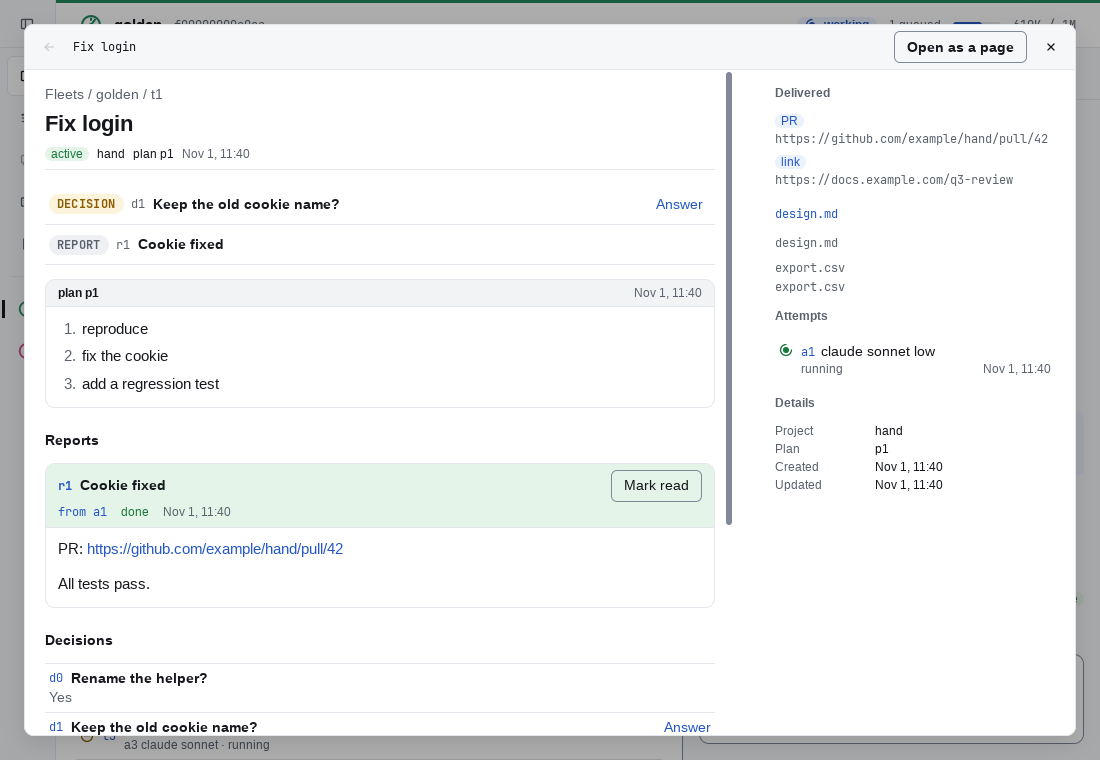 Fix login
Open as a page
Fleets / golden / t1
Fix login
active hand plan p1 Nov 1, 11:40
DECISION d1 Keep the old cookie name? Answer
REPORT r1 Cookie fixed
plan p1 Nov 1, 11:40
1. reproduce
2. fix the cookie
3. add a regression test
Reports
r1 Cookie fixed Mark read
from a1 done Nov 1, 11:40
PR: https://github.com/example/hand/pull/42
All tests pass.
Decisions
d0 Rename the helper?
Yes
d1 Keep the old cookie name? Answer
a3 claude sonnet · running
Delivered
PR
https://github.com/example/hand/pull/42
link
https://docs.example.com/q3-review
design.md
design.md
export.csv
export.csv
Attempts
a1 claude sonnet low
running Nov 1, 11:40
Details
Project hand
Plan p1
Created Nov 1, 11:40
Updated Nov 1, 11:40